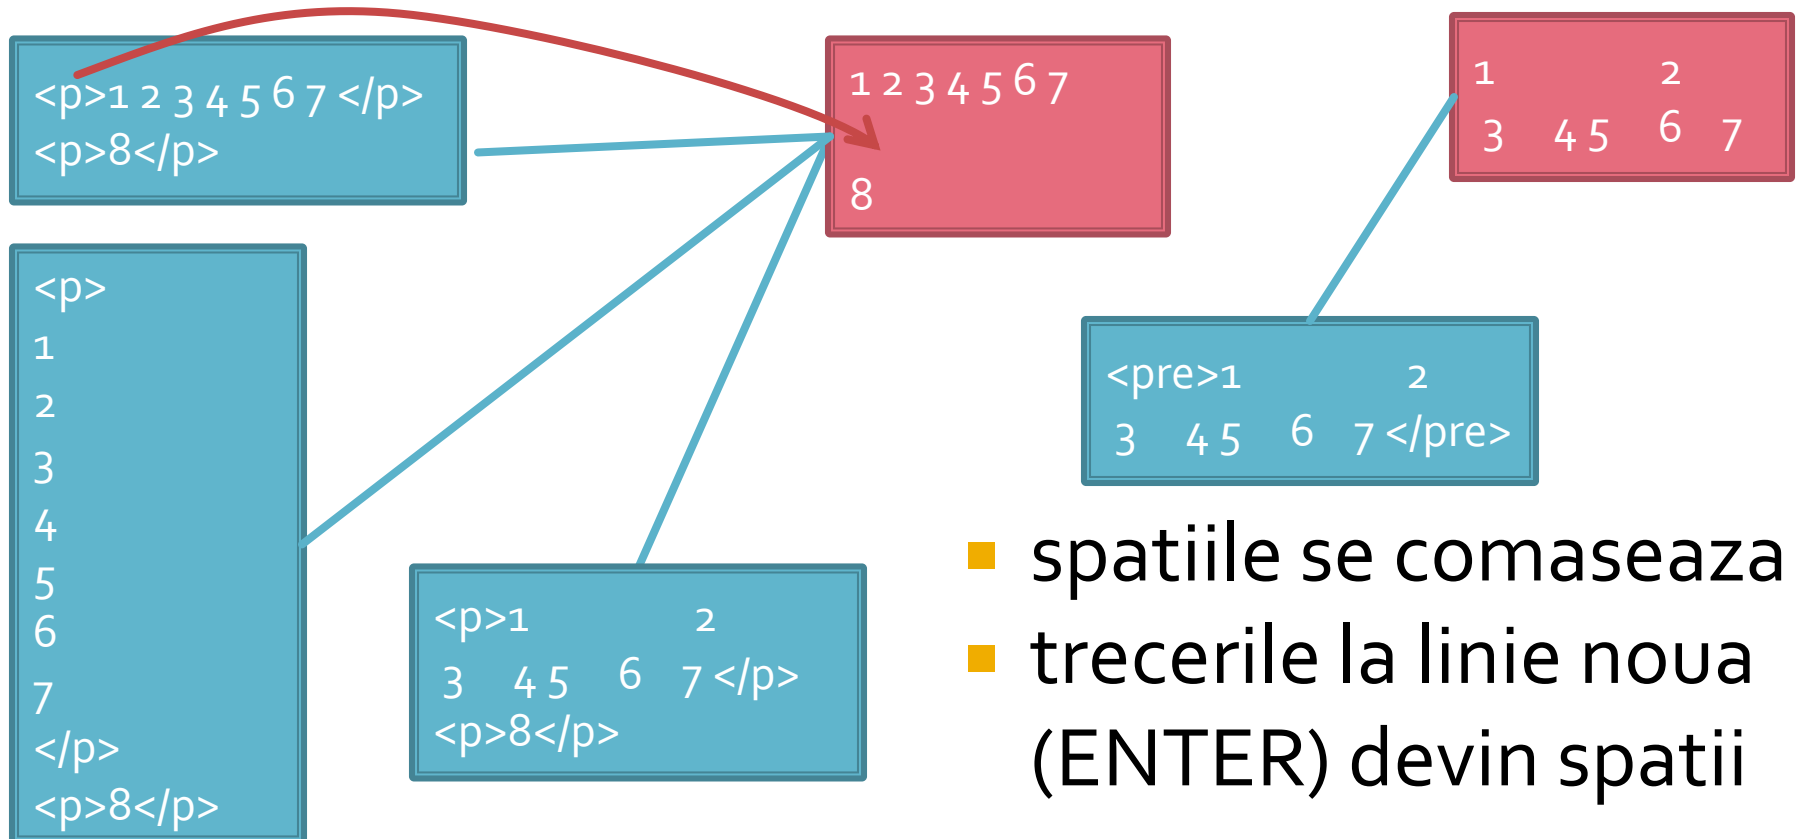 <p>1 2 3 4 5 6 7 </p>
<p>8</p>
1 2 3 4 5 6 7
8
1 2
3 4 5 6 7
<p>
1
2
3
4
5
6
7
</p>
<p>8</p>
<p>1 2
3 4 5 6 7 </p>
<p>8</p>
<pre>1 2
3 4 5 6 7 </pre>
spatiile se comaseaza
trecerile la linie noua
(ENTER) devin spatii